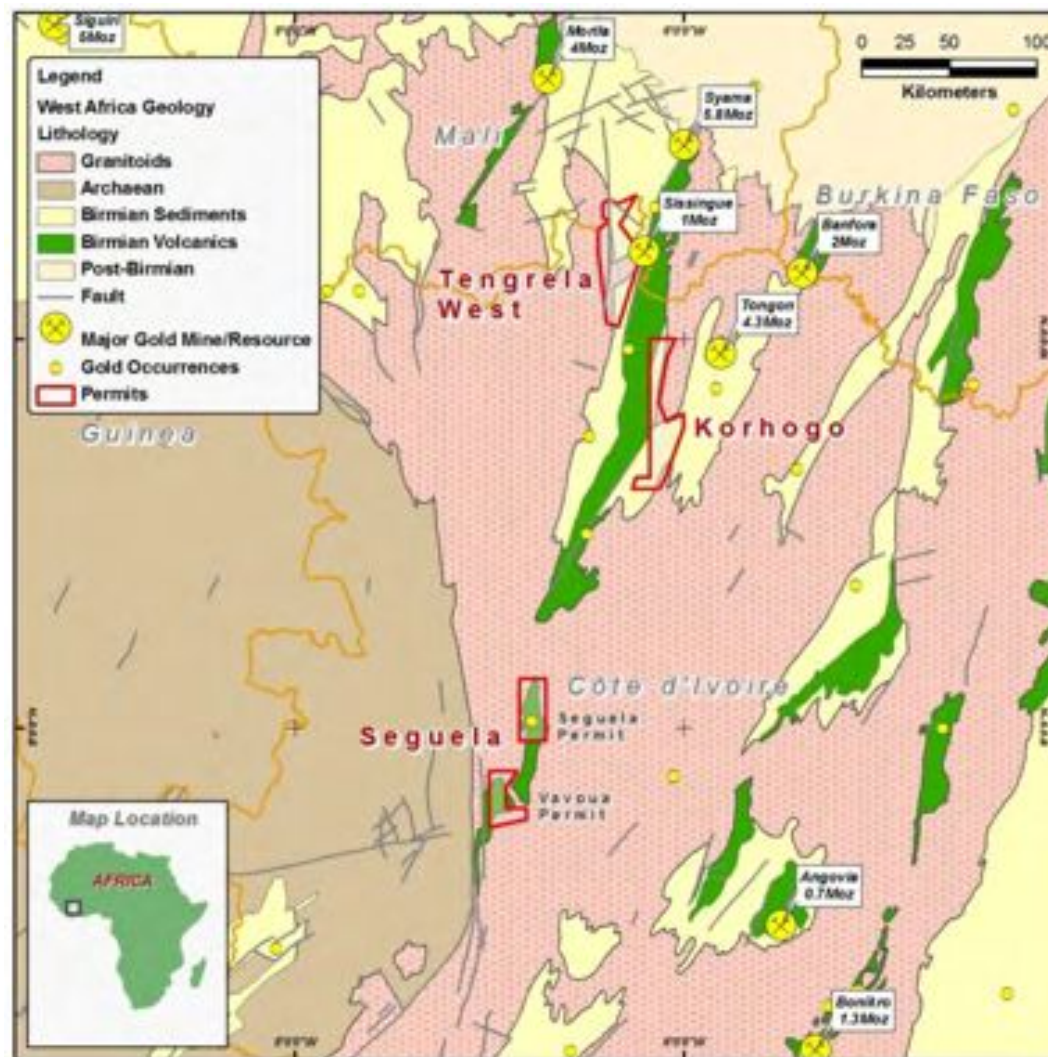 Siguiri
5Moz
Morila
4Moz
0
25
50
100
Kilometers
Legend
West Africa Geology
Lithology
Granitoids
Archaean
Birmian Sediments
Birmian Volcanics
Post-Birmian
Fault
Major Gold Mine/Resource
Gold Occurrences
Permits
Mali
Syama
5.8Moz
Sissingue
1Moz
Burkina Faso
Banfora
2Moz
Tengrela
West
Tongon
4.3Moz
Guinea
Korhogo
Côte d'Ivoire
Seguela
Seguela
Permit
Vavoua
Permit
Map Location
AFRICA
Angovia
0.7Moz
Bonikro
1.3Moz